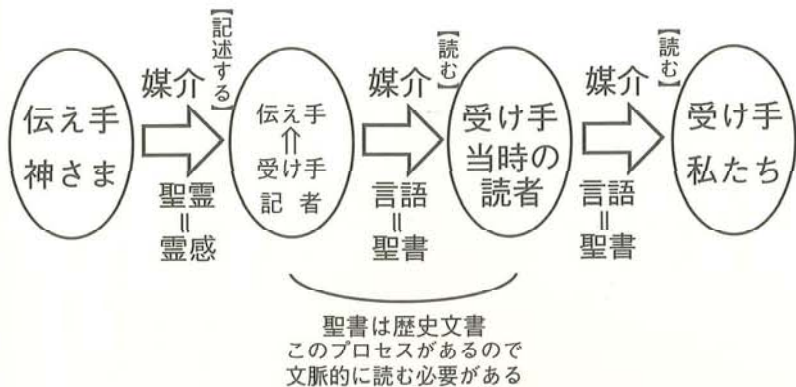 伝え手
神さま
媒介
【記述する】
聖霊
＝
霊感
伝え手
⇑
受け手
記 者
媒介
【読む】
言語
＝
聖書
受け手
当時の
読者
媒介
【読む】
言語
＝
聖書
受け手
私たち
聖書は歴史文書
このプロセスがあるので
文脈的に読む必要がある